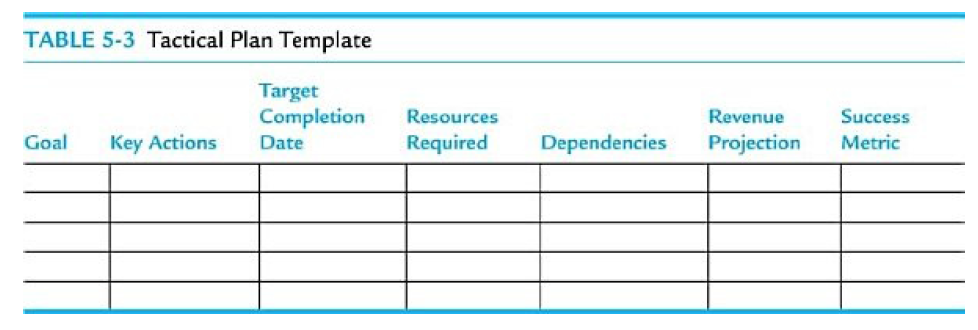 TABLE 5-3 Tactical Plan Template
Goal
Key Actions
Target
Completion
Date
Resources
Required
Dependencies
Revenue
Projection
Success
Metric